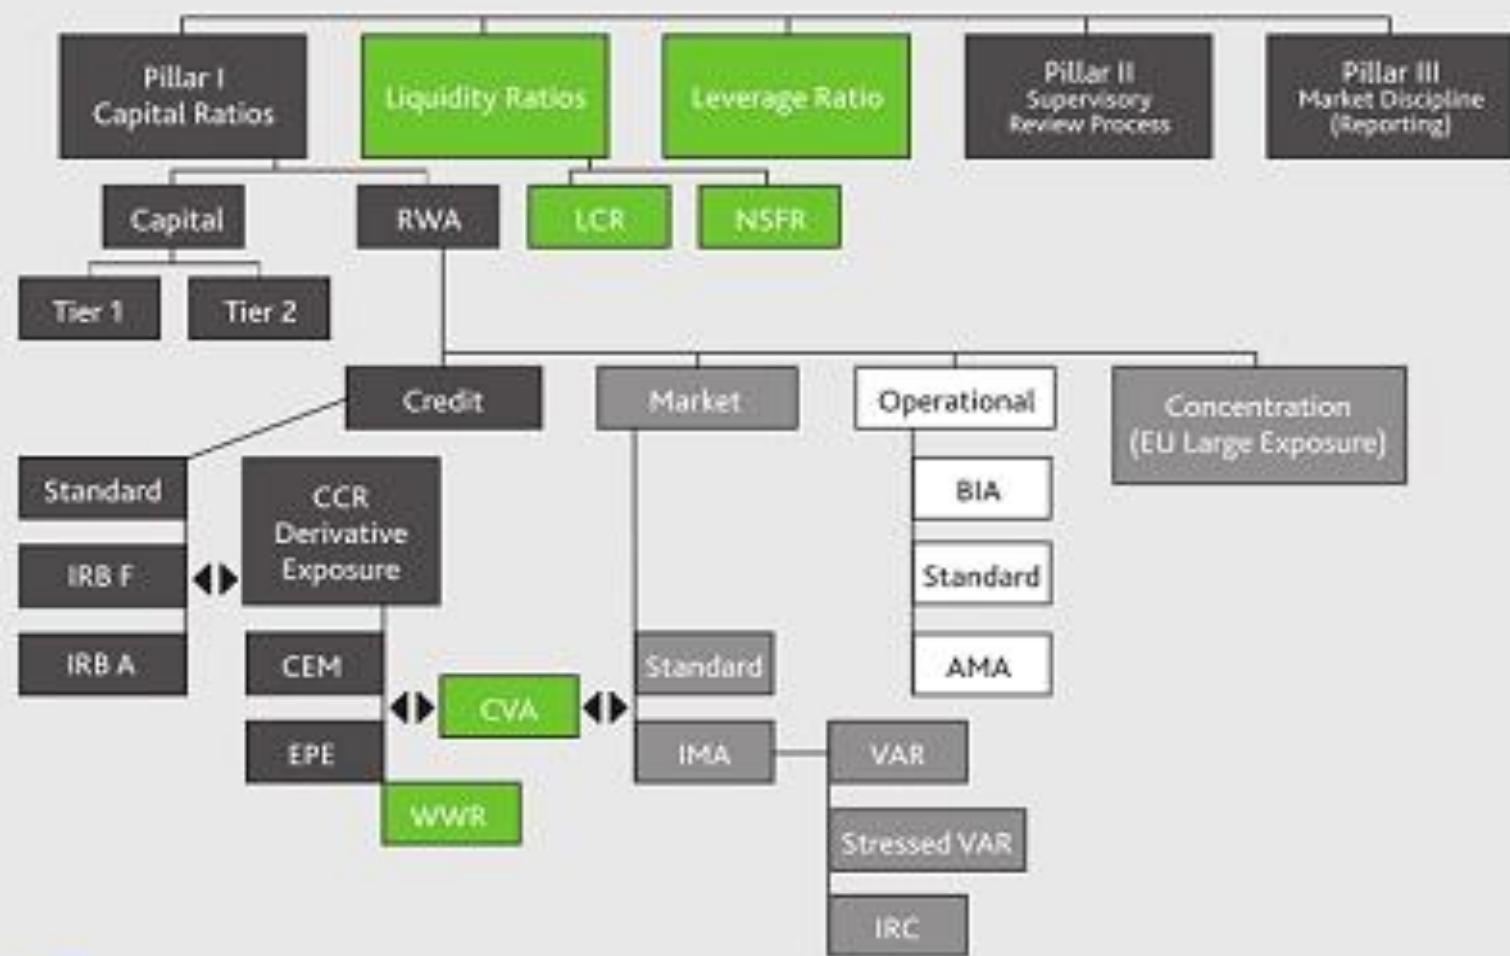 Pillar I
Capital Ratios
Liquidity Ratios
Leverage Ratio
Pillar II
Supervisory
Review Process
Pillar III
Market Discipline
(Reporting)
Capital
RWA
LCR
NSFR
Tier 1
Tier 2
Credit
Market
Operational
Concentration
(EU Large Exposure)
Standard
IRB F
IRB A
CCR
Derivative
Exposure
CEM
EPE
CVA
WWR
Standard
IMA
BIA
Standard
AMA
VAR
Stressed VAR
IRC